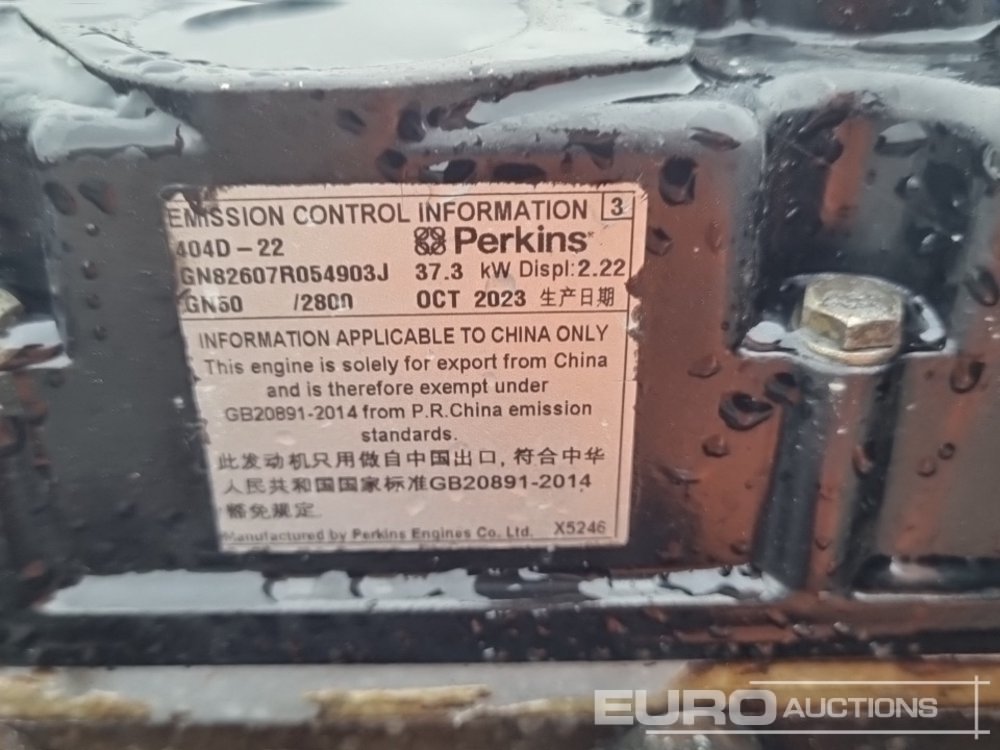 EMISSION CONTROL INFORMATION 3
404D-22 Perkins
GN82607R054903J 37.3 kW Displ:2.22
GN50 /2800 OCT 2023 生产日期
INFORMATION APPLICABLE TO CHINA ONLY
This engine is solely for export from China
and is therefore exempt under
GB20891-2014 from P.R.China emission
standards.
此发动机只用做自中国出口, 符合中华
人民共和国国家标准GB20891-2014
豁免规定
Manufactured by Perkins Engines Co. Ltd. X5246
EURO AUCTIONS